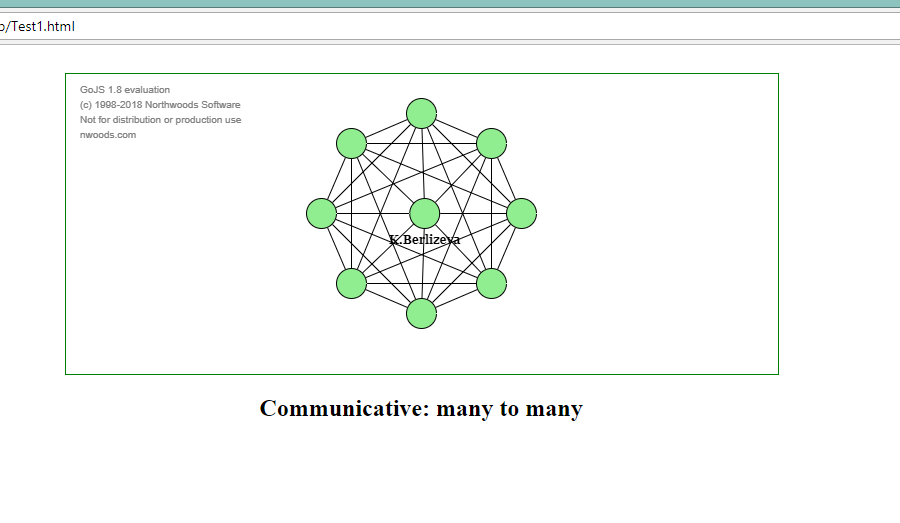 o/Test1.html
GoJS 1.8 evaluation
(c) 1998-2018 Northwoods Software
Not for distribution or production use
nwoods.com
K.Berlizeva
Communicative: many to many